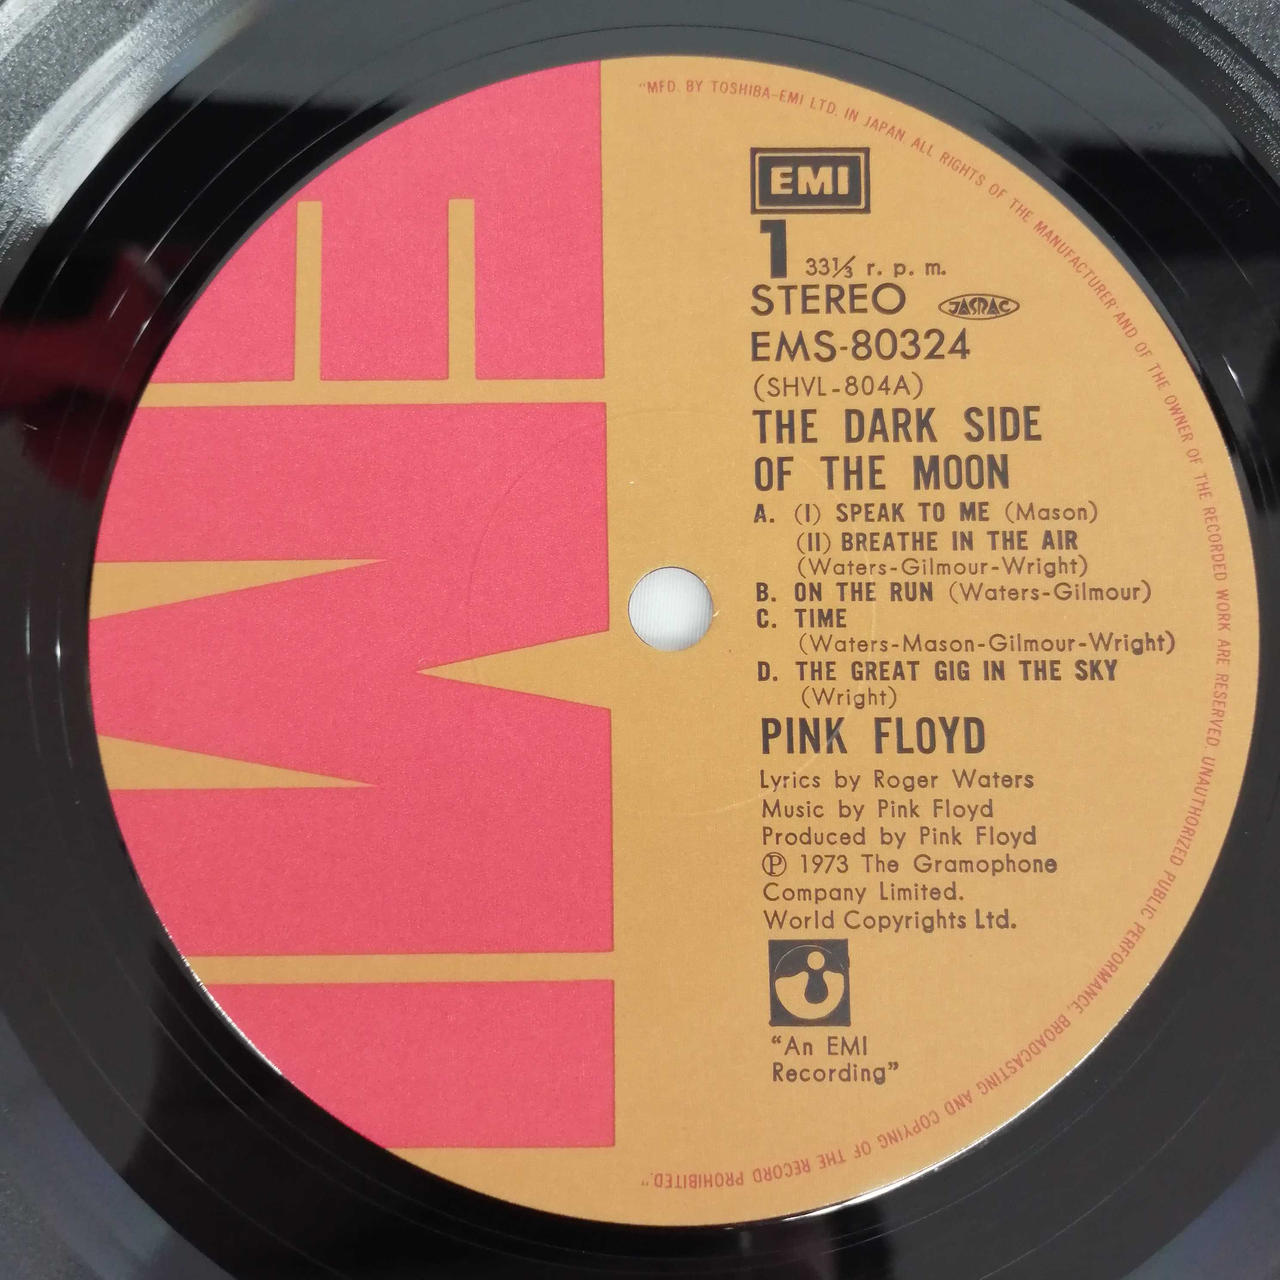 "MFD. BY TOSHIBA-EMI LTD. IN JAPAN. ALL RIGHTS OF THE MANUFACTURER AND OF THE OWNER OF THE RECORDED WORK ARE RESERVED. UNAUTHORIZED PUBLIC PERFORMANCE, BROADCASTING AND COPYING OF THE RECORD PROHIBITED."
EMI
EMI
1 33⅓ r. p. m.
STEREO JASRAC
EMS-80324
(SHVL-804A)
THE DARK SIDE
OF THE MOON
A. (I) SPEAK TO ME (Mason)
(II) BREATHE IN THE AIR
(Waters-Gilmour-Wright)
B. ON THE RUN (Waters-Gilmour)
C. TIME
(Waters-Mason-Gilmour-Wright)
D. THE GREAT GIG IN THE SKY
(Wright)
PINK FLOYD
Lyrics by Roger Waters
Music by Pink Floyd
Produced by Pink Floyd
℗ 1973 The Gramophone
Company Limited.
World Copyrights Ltd.
"An EMI
Recording"